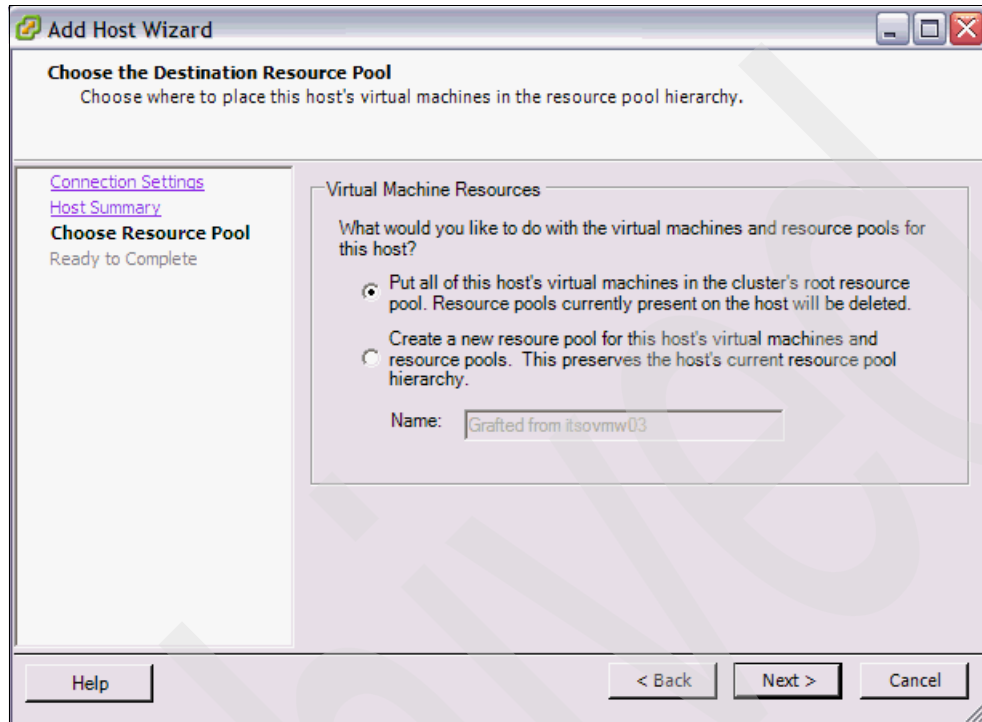 Add Host Wizard
Choose the Destination Resource Pool
Choose where to place this host's virtual machines in the resource pool hierarchy.
Connection Settings
Host Summary
Choose Resource Pool
Ready to Complete
Virtual Machine Resources
What would you like to do with the virtual machines and resource pools for
this host?
Put all of this host's virtual machines in the cluster's root resource
pool. Resource pools currently present on the host will be deleted.
Create a new resoure pool for this host's virtual machines and
resource pools. This preserves the host's current resource pool
hierarchy.
Name: Grafted from itsovmw03
Help < Back Next > Cancel